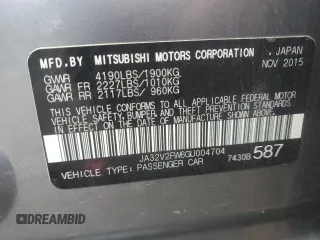 MFD BY MITSUBISHI MOTORS CORPORATION , JAPAN
NOV 2015
GVWR 4190LBS/1900KG
GAWR FR 2227LBS/1010KG
GAWR RR 2117LBS/ 960KG
THIS VEHICLE CONFORMS TO ALL APPLICABLE
FEDERAL MOTOR VEHICLE SAFETY, BUMPER, AND
THEFT PREVENTION STANDARDS IN EFFECT ON THE
DATE OF MANUFACTURE SHOWN ABOVE.
JA32V2FW6GU004704
VEHICLE TYPE: PASSENGER CAR 7430B 587
©DREAMBID DREAMBID